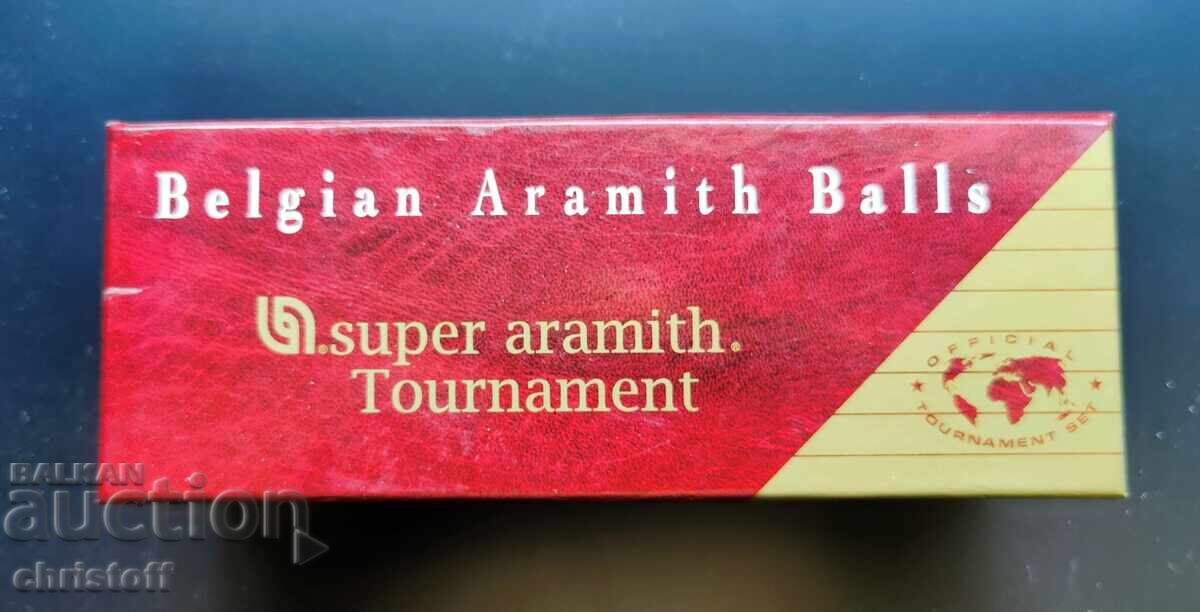 Belgian Aramith Balls
super aramith®
Tournament
OFFICIAL
TOURNAMENT SET
BALKAN
auction
christoff